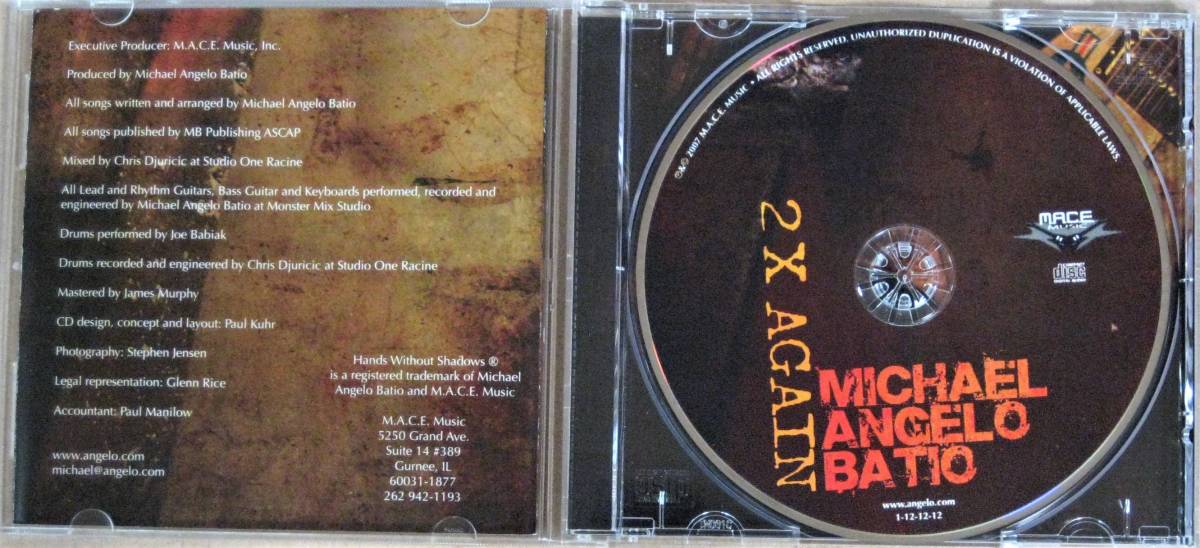 Executive Producer: M.A.C.E. Music, Inc.
Produced by Michael Angelo Batio
All songs written and arranged by Michael Angelo Batio
All songs published by MB Publishing ASCAP
Mixed by Chris Djuricic at Studio One Racine
All Lead and Rhythm Guitars, Bass Guitar and Keyboards performed, recorded and
engineered by Michael Angelo Batio at Monster Mix Studio
Drums performed by Joe Babiak
Drums recorded and engineered by Chris Djuricic at Studio One Racine
Mastered by James Murphy
CD design, concept and layout: Paul Kuhr
Photography: Stephen Jensen
Legal representation: Glenn Rice
Accountant: Paul Manilow
www.angelo.com
michael@angelo.com
Hands Without Shadows ®
is a registered trademark of Michael
Angelo Batio and M.A.C.E. Music
M.A.C.E. Music
5250 Grand Ave.
Suite 14 #389
Gurnee, IL
60031-1877
262 942-1193
℗&© 2007 M.A.C.E. MUSIC • ALL RIGHTS RESERVED. UNAUTHORIZED DUPLICATION IS A VIOLATION OF APPLICABLE LAWS.
2X AGAIN
MACE
MUSIC
COMPACT
disc
DIGITAL AUDIO
MICHAEL
ANGELO
BATIO
www.angelo.com
1-12-12-12